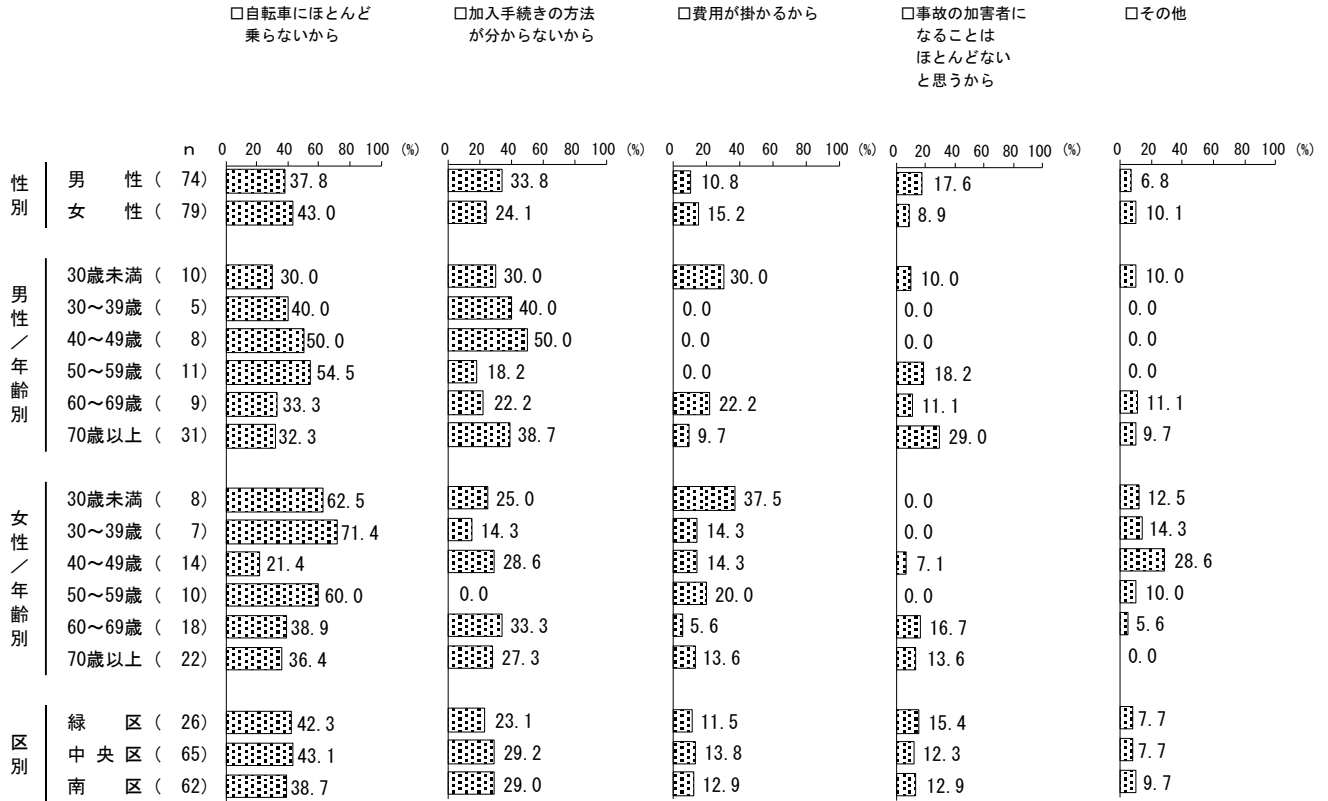 □自転車にほとんど
乗らないから
□加入手続きの方法
が分からないから
□費用が掛かるから
□事故の加害者に
なることは
ほとんどない
と思うから
□その他
n 0 20 40 60 80 100 (%) 0 20 40 60 80 100 (%) 0 20 40 60 80 100 (%) 0 20 40 60 80 100 (%) 0 20 40 60 80 100 (%)
性別
男 性 ( 74) 37.8 33.8 10.8 17.6 6.8
女 性 ( 79) 43.0 24.1 15.2 8.9 10.1
男性／年齢別
30歳未満 ( 10) 30.0 30.0 30.0 10.0 10.0
30～39歳 ( 5) 40.0 40.0 0.0 0.0 0.0
40～49歳 ( 8) 50.0 50.0 0.0 0.0 0.0
50～59歳 ( 11) 54.5 18.2 0.0 18.2 0.0
60～69歳 ( 9) 33.3 22.2 22.2 11.1 11.1
70歳以上 ( 31) 32.3 38.7 9.7 29.0 9.7
女性／年齢別
30歳未満 ( 8) 62.5 25.0 37.5 0.0 12.5
30～39歳 ( 7) 71.4 14.3 14.3 0.0 14.3
40～49歳 ( 14) 21.4 28.6 14.3 7.1 28.6
50～59歳 ( 10) 60.0 0.0 20.0 0.0 10.0
60～69歳 ( 18) 38.9 33.3 5.6 16.7 5.6
70歳以上 ( 22) 36.4 27.3 13.6 13.6 0.0
区別
緑 区 ( 26) 42.3 23.1 11.5 15.4 7.7
中 央 区 ( 65) 43.1 29.2 13.8 12.3 7.7
南 区 ( 62) 38.7 29.0 12.9 12.9 9.7